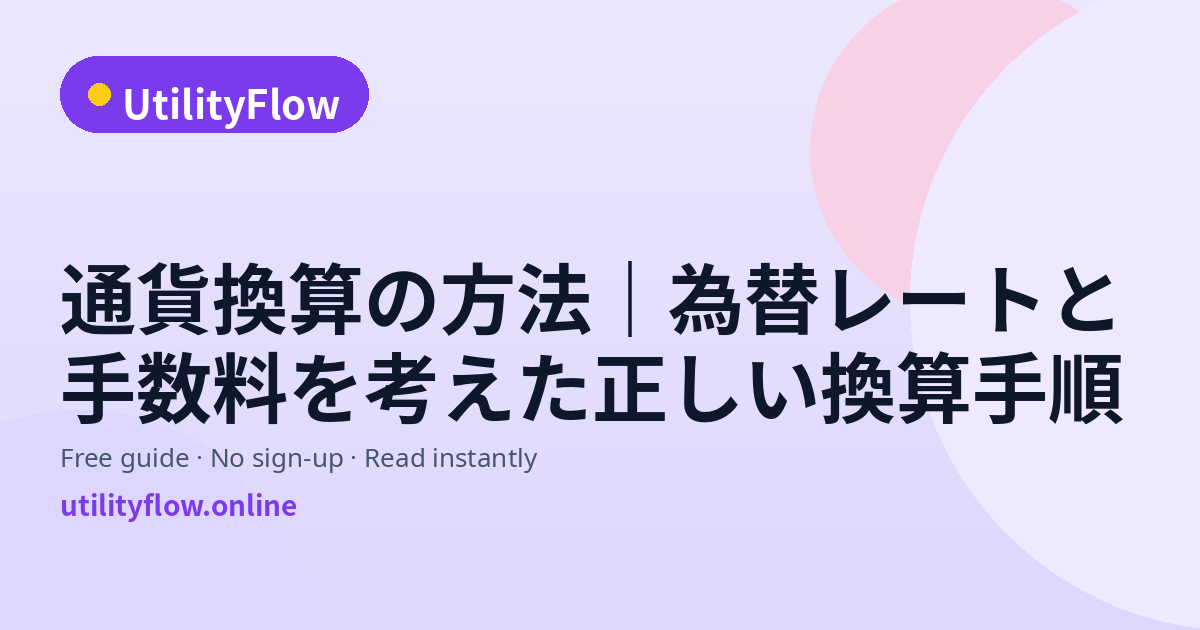 UtilityFlow
通貨換算の方法｜為替レートと
手数料を考えた正しい換算手順
Free guide · No sign-up · Read instantly
utilityflow.online